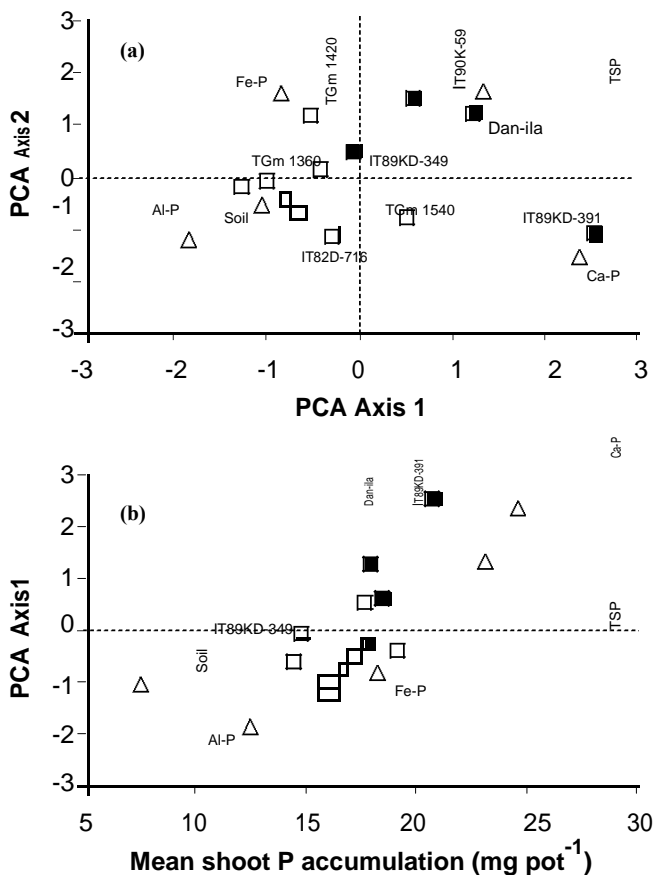 3
(a)
TGm 1420
IT90K-59
TSP
2
Fe-P
1
Dan-ila
PCA Axis 2
TGm 1360
IT89KD-349
0
Al-P
Soil
TGm 1540
IT89KD-391
-1
IT82D-716
-2
Ca-P
-3
-3 -2 -1 0 1 2 3
PCA Axis 1
Ca-P
3
(b)
Dan-ila
IT89KD-391
2
1
PCA Axis1
TSP
0
IT89KD-349
Soil
-1
Fe-P
Al-P
-2
-3
5 10 15 20 25 30
Mean shoot P accumulation (mg pot-1)